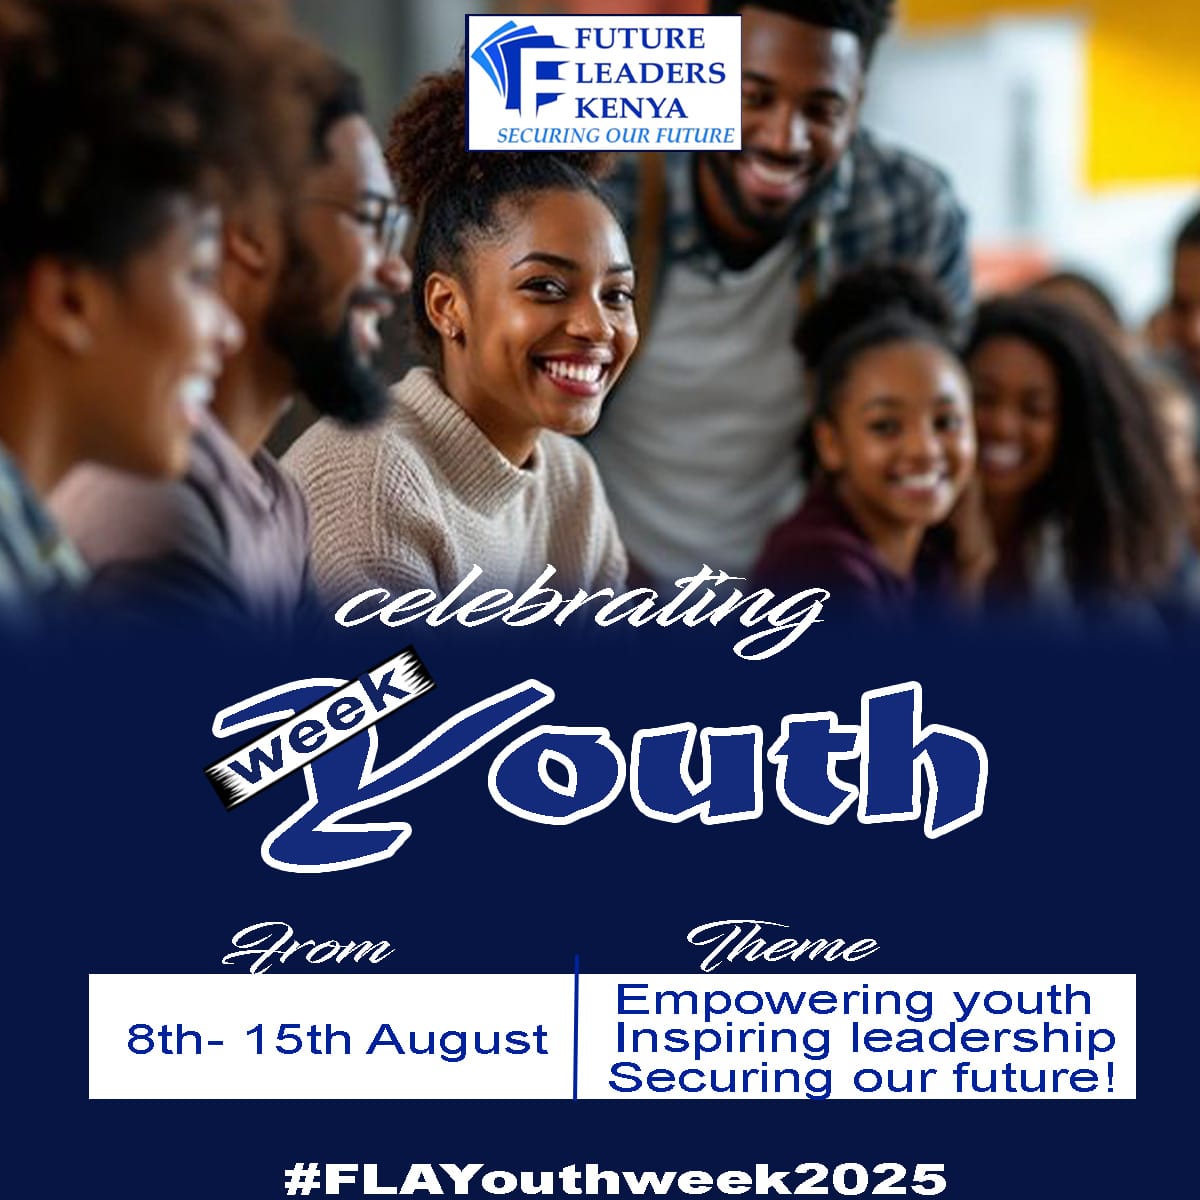 FUTURE
LEADERS
KENYA
SECURING OUR FUTURE
celebrating
week
Youth
From
Theme
8th- 15th August
Empowering youth
Inspiring leadership
Securing our future!
#FLAYouthweek2025